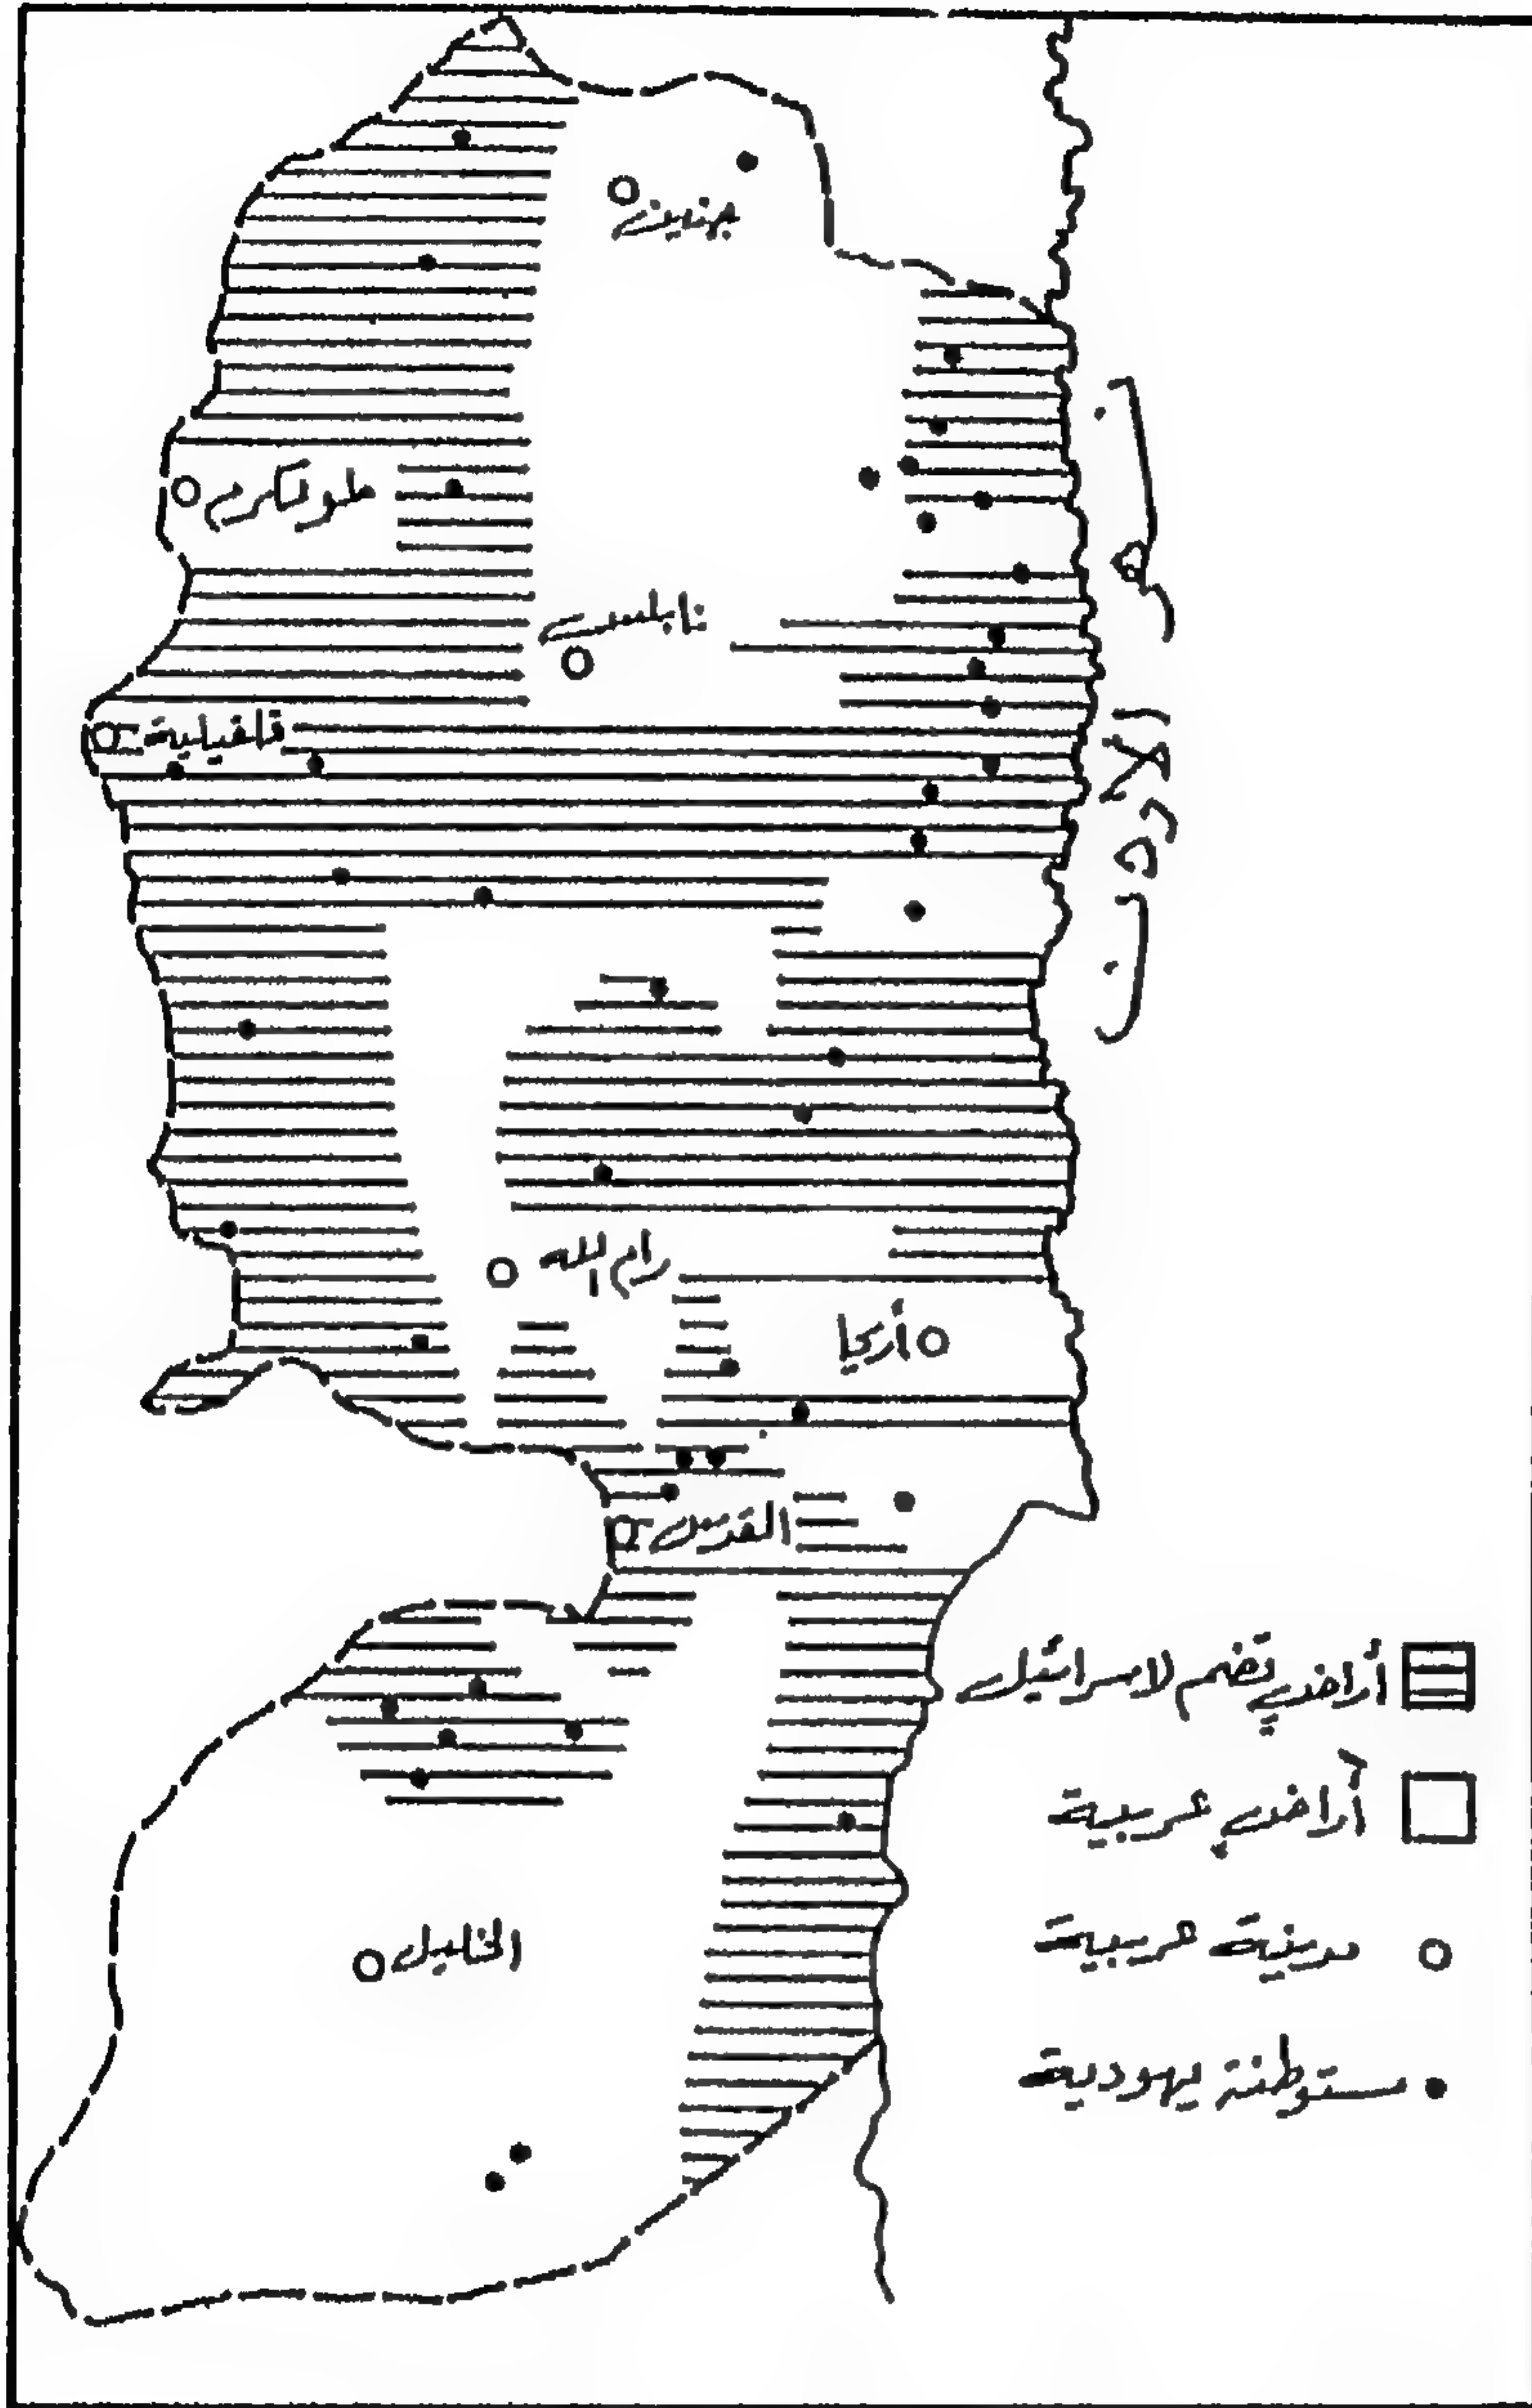 جنين
طولكرم
نابلس
قلقيلية
نهر الأردن
رام الله
أريحا
القدس
أراضي تضم لاسرائيل
أراضي عربية
الخليل
مدينة عربية
مستوطنة يهودية